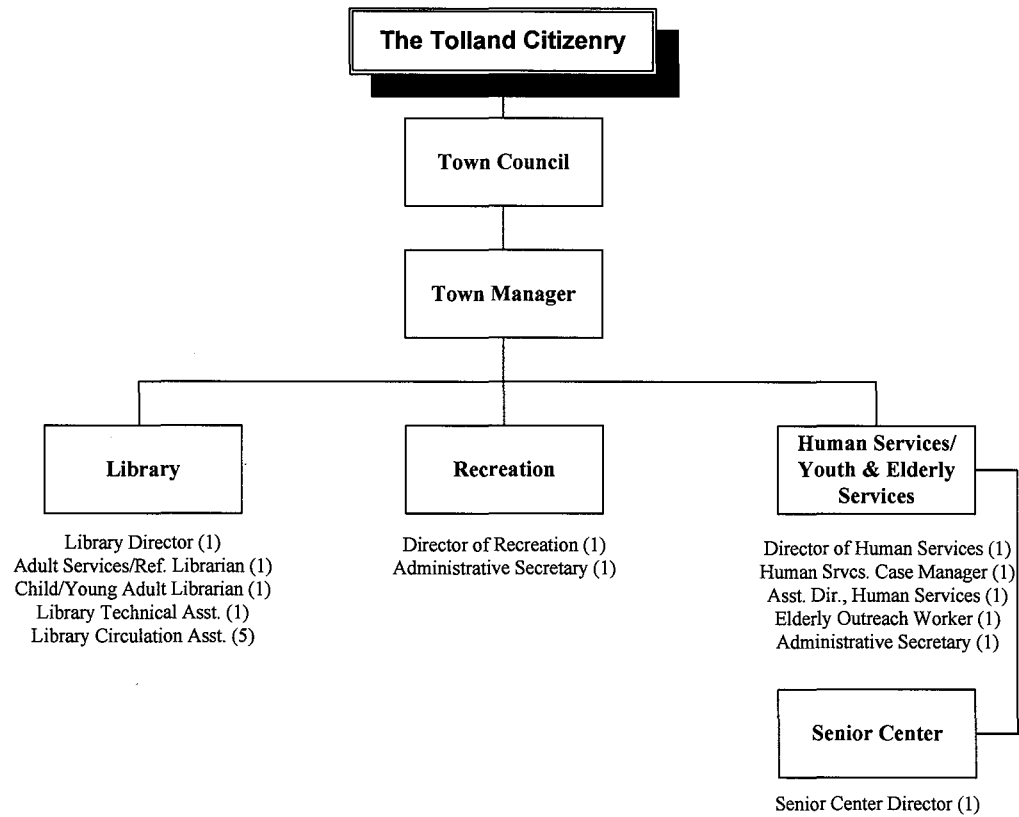 The Tolland Citizenry
Town Council
Town Manager
Library
Library Director (1)
Adult Services/Ref. Librarian (1)
Child/Young Adult Librarian (1)
Library Technical Asst. (1)
Library Circulation Asst. (5)
Recreation
Director of Recreation (1)
Administrative Secretary (1)
Human Services/
Youth & Elderly
Services
Director of Human Services (1)
Human Srvcs. Case Manager (1)
Asst. Dir., Human Services (1)
Elderly Outreach Worker (1)
Administrative Secretary (1)
Senior Center
Senior Center Director (1)